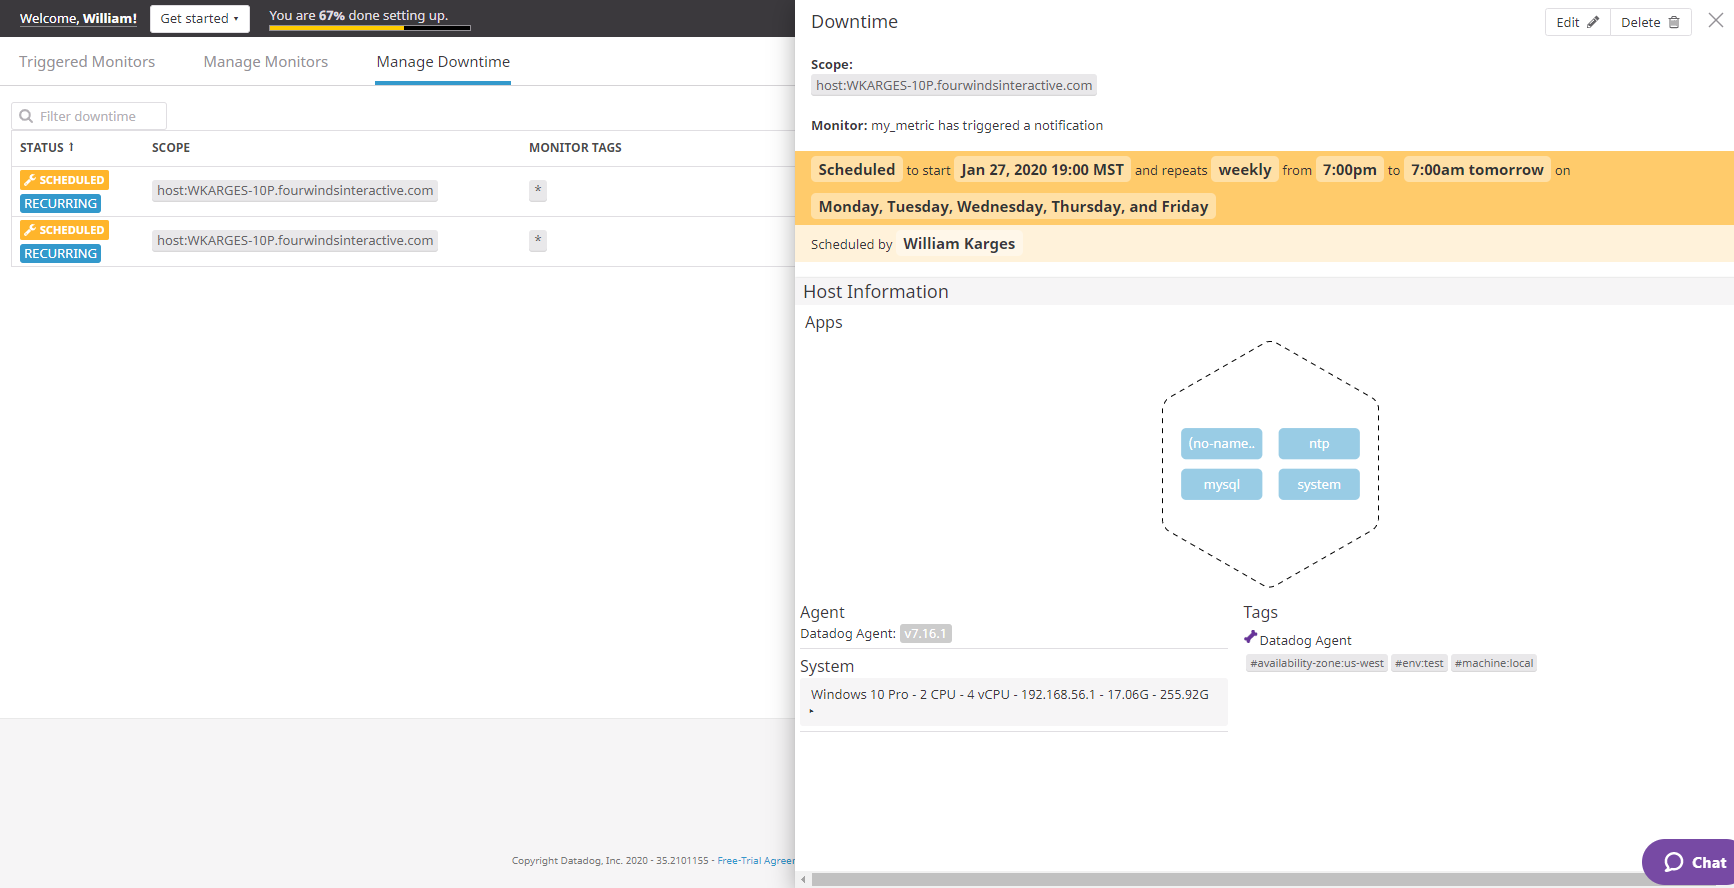 Welcome, William!
Get started
You are 67% done setting up.
Triggered Monitors
Manage Monitors
Manage Downtime
Filter downtime
STATUS SCOPE MONITOR TAGS
SCHEDULED
RECURRING
host:WKARGES-10P.fourwindsinteractive.com
*
SCHEDULED
RECURRING
host:WKARGES-10P.fourwindsinteractive.com
*
Copyright Datadog, Inc. 2020 - 35.2101155 - Free-Trial Agreer
Downtime
Edit
Delete
Scope:
host:WKARGES-10P.fourwindsinteractive.com
Monitor: my_metric has triggered a notification
Scheduled to start Jan 27, 2020 19:00 MST and repeats weekly from 7:00pm to 7:00am tomorrow on
Monday, Tuesday, Wednesday, Thursday, and Friday
Scheduled by William Karges
Host Information
Apps
(no-name.. ntp
mysql system
Agent
Datadog Agent: v7.16.1
System
Windows 10 Pro - 2 CPU - 4 vCPU - 192.168.56.1 - 17.06G - 255.92G
Tags
Datadog Agent
#availability-zone:us-west #env:test #machine:local
Chat